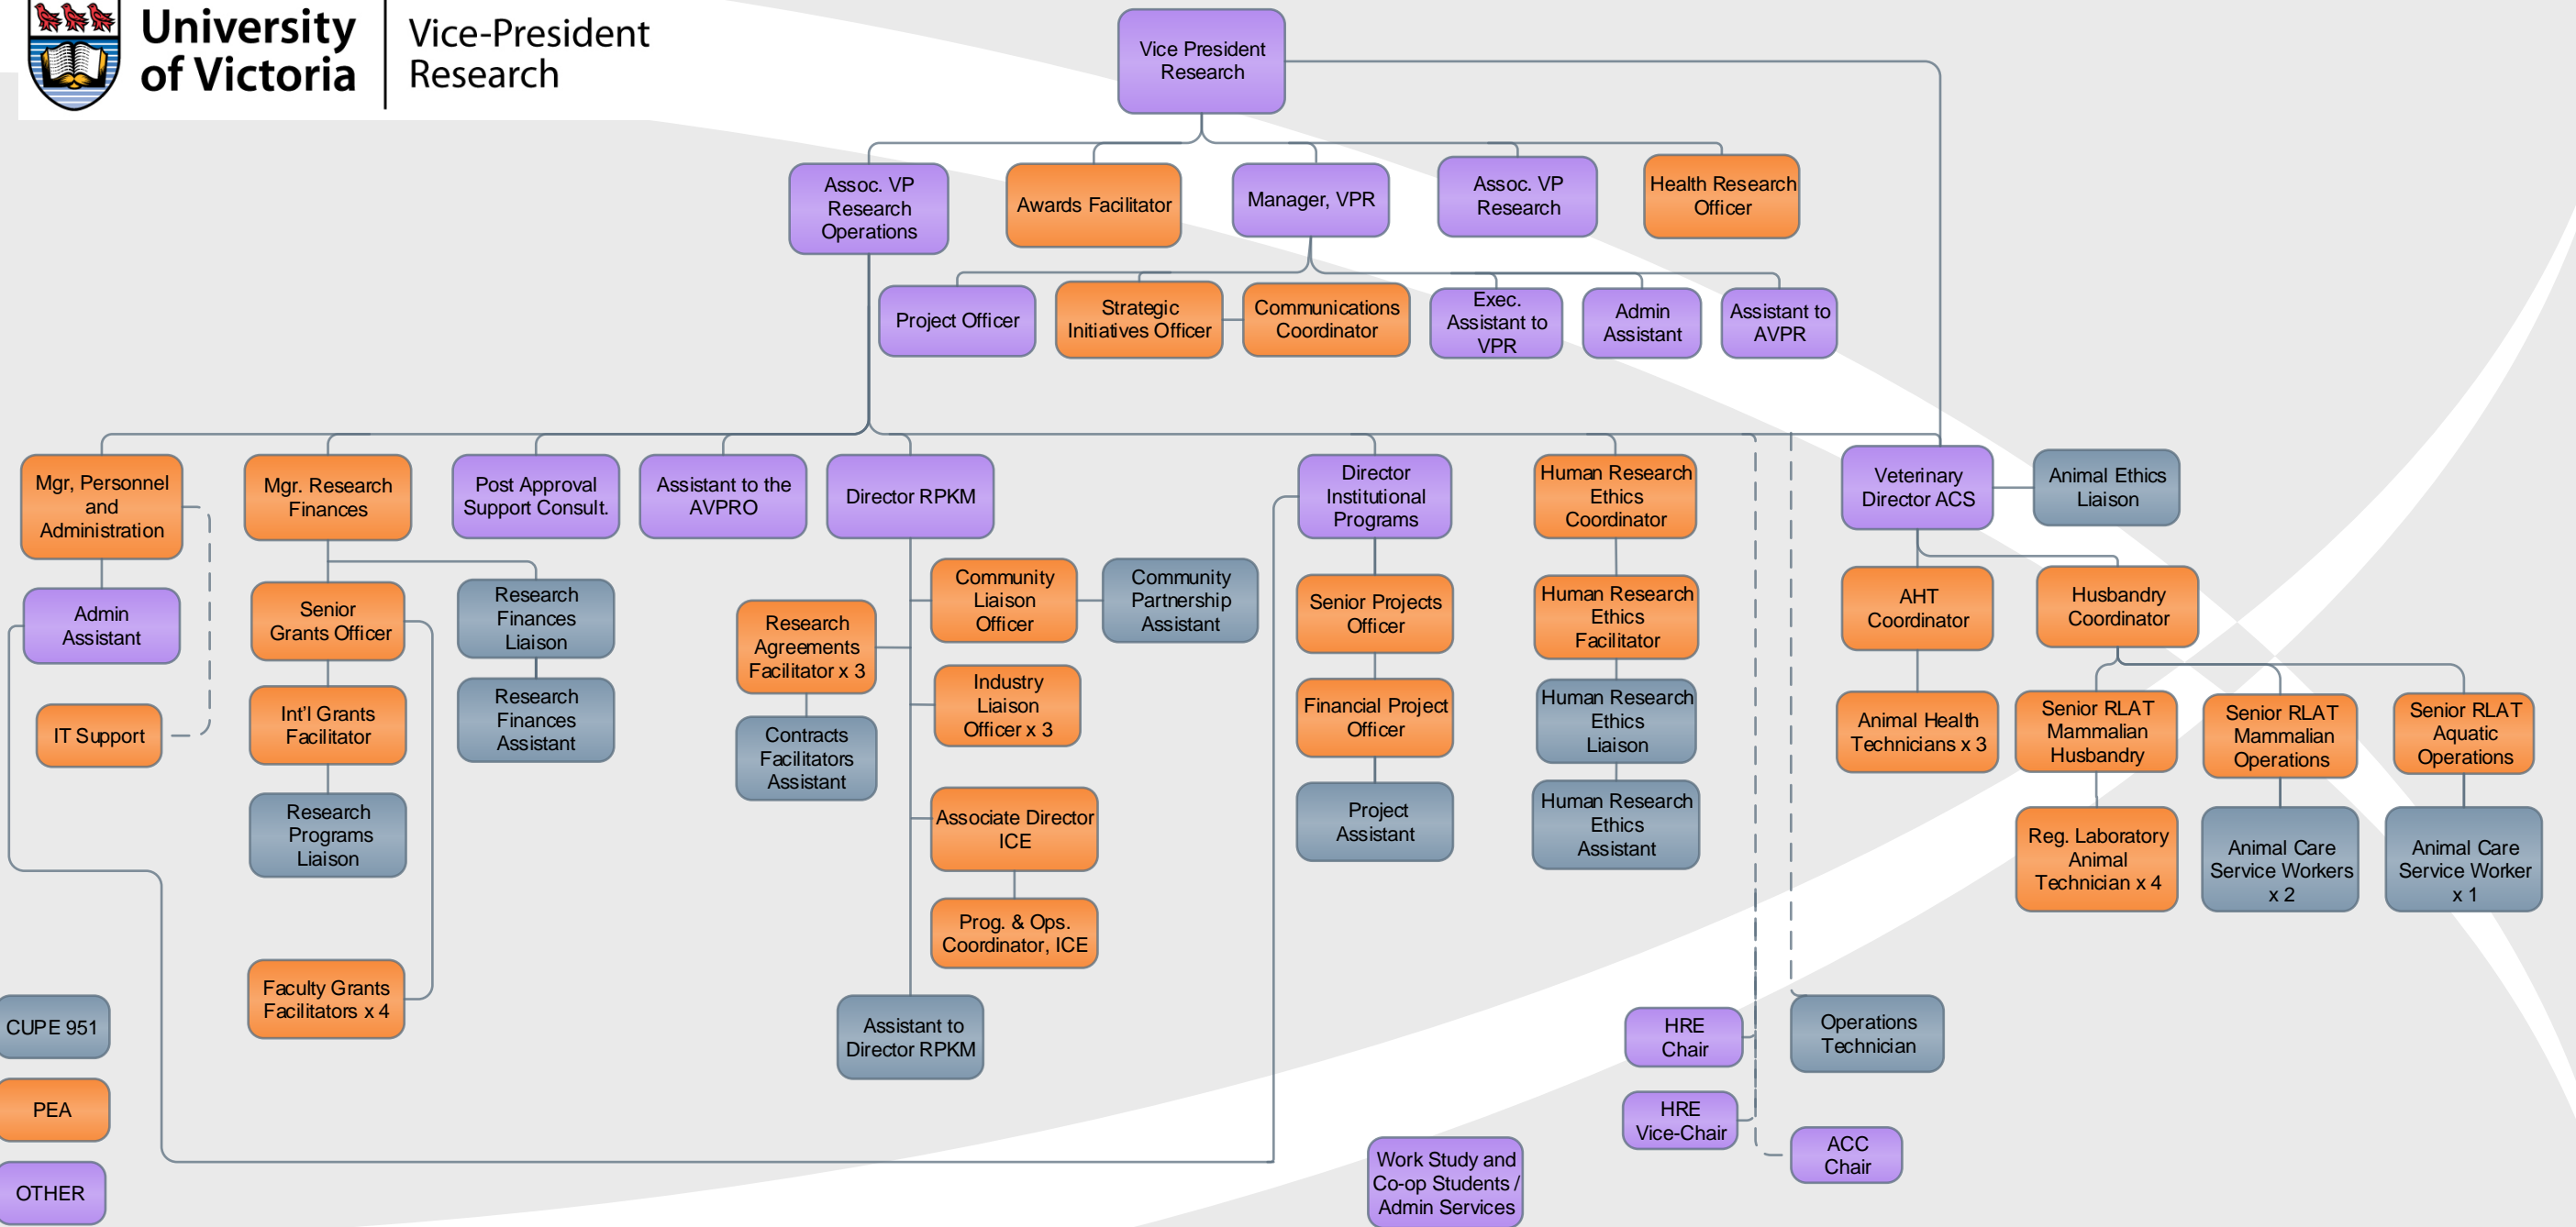 University
of Victoria
Vice-President
Research
Vice President
Research
Assoc. VP
Research
Operations
Awards Facilitator
Manager, VPR
Assoc. VP
Research
Health Research
Officer
Project Officer
Strategic
Initiatives Officer
Communications
Coordinator
Exec.
Assistant to
VPR
Admin
Assistant
Assistant to
AVPR
Mgr, Personnel
and
Administration
Mgr. Research
Finances
Post Approval
Support Consult.
Assistant to the
AVPRO
Director RPKM
Director
Institutional
Programs
Human Research
Ethics
Coordinator
Veterinary
Director ACS
Animal Ethics
Liaison
Admin
Assistant
Senior
Grants Officer
Research
Finances
Liaison
Research
Agreements
Facilitator x 3
Community
Liaison
Officer
Community
Partnership
Assistant
Senior Projects
Officer
Human Research
Ethics
Facilitator
AHT
Coordinator
Husbandry
Coordinator
IT Support
Int'l Grants
Facilitator
Research
Finances
Assistant
Contracts
Facilitators
Assistant
Industry
Liaison
Officer x 3
Financial Project
Officer
Human Research
Ethics
Liaison
Animal Health
Technicians x 3
Senior RLAT
Mammalian
Husbandry
Senior RLAT
Mammalian
Operations
Senior RLAT
Aquatic
Operations
Research
Programs
Liaison
Associate Director
ICE
Project
Assistant
Human Research
Ethics
Assistant
Reg. Laboratory
Animal
Technician x 4
Animal Care
Service Workers
x 2
Animal Care
Service Worker
x 1
Prog. & Ops.
Coordinator, ICE
Faculty Grants
Facilitators x 4
Assistant to
Director RPKM
HRE
Chair
Operations
Technician
HRE
Vice-Chair
ACC
Chair
Work Study and
Co-op Students /
Admin Services
CUPE 951
PEA
OTHER